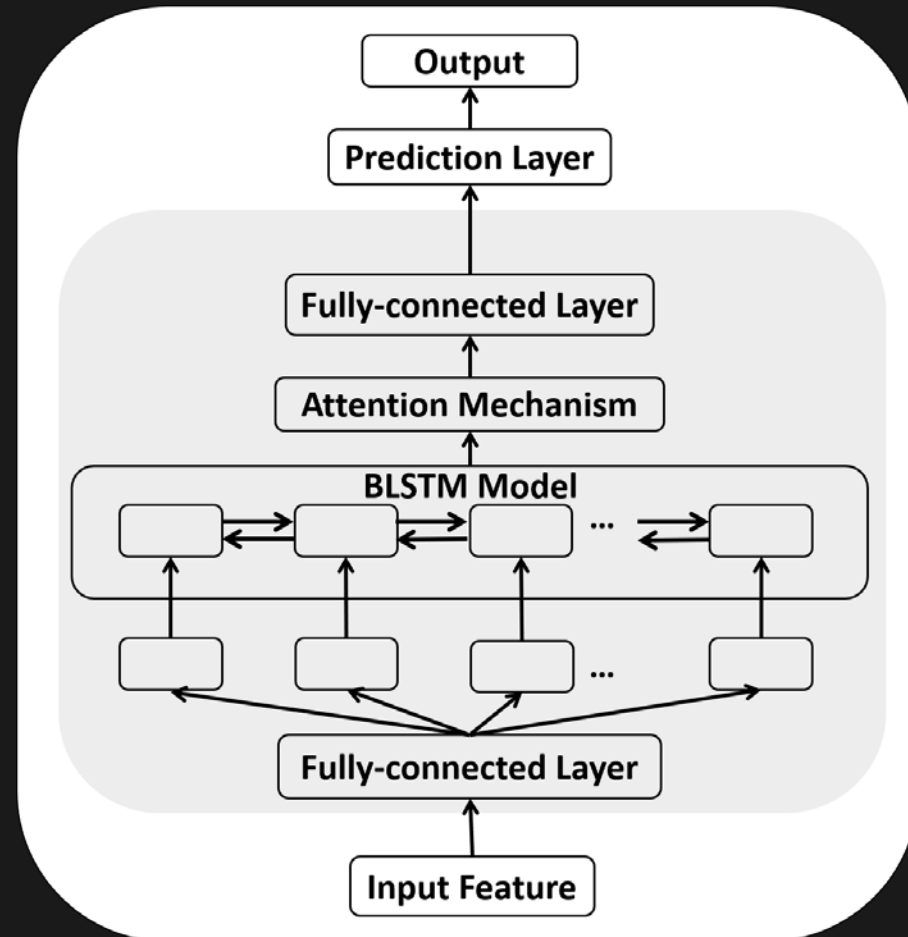 Output
Prediction Layer
Fully-connected Layer
Attention Mechanism
BLSTM Model
...
...
Fully-connected Layer
Input Feature